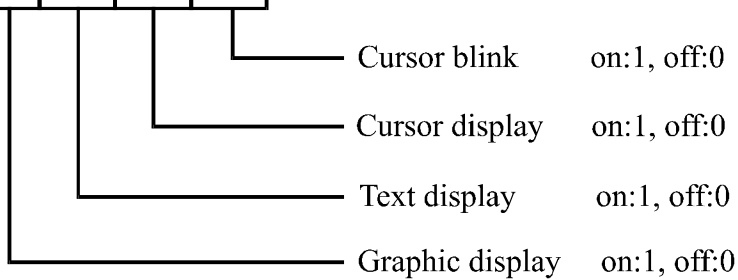 Cursor blink on:1, off:0
Cursor display on:1, off:0
Text display on:1, off:0
Graphic display on:1, off:0